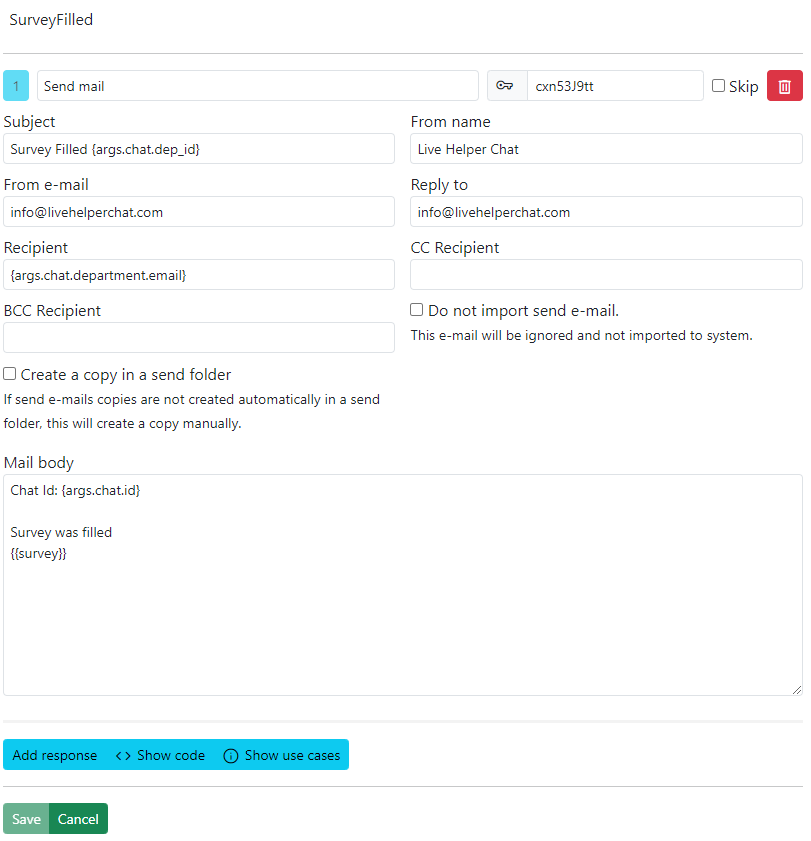 SurveyFilled
1 Send mail cxn53J9tt Skip
Subject From name
Survey Filled {args.chat.dep_id} Live Helper Chat
From e-mail Reply to
info@livehelperchat.com info@livehelperchat.com
Recipient CC Recipient
{args.chat.department.email}
BCC Recipient Do not import send e-mail.
This e-mail will be ignored and not imported to system.
Create a copy in a send folder
If send e-mails copies are not created automatically in a send
folder, this will create a copy manually.
Mail body
Chat Id: {args.chat.id}
Survey was filled
{{survey}}
Add response <> Show code Show use cases
Save Cancel